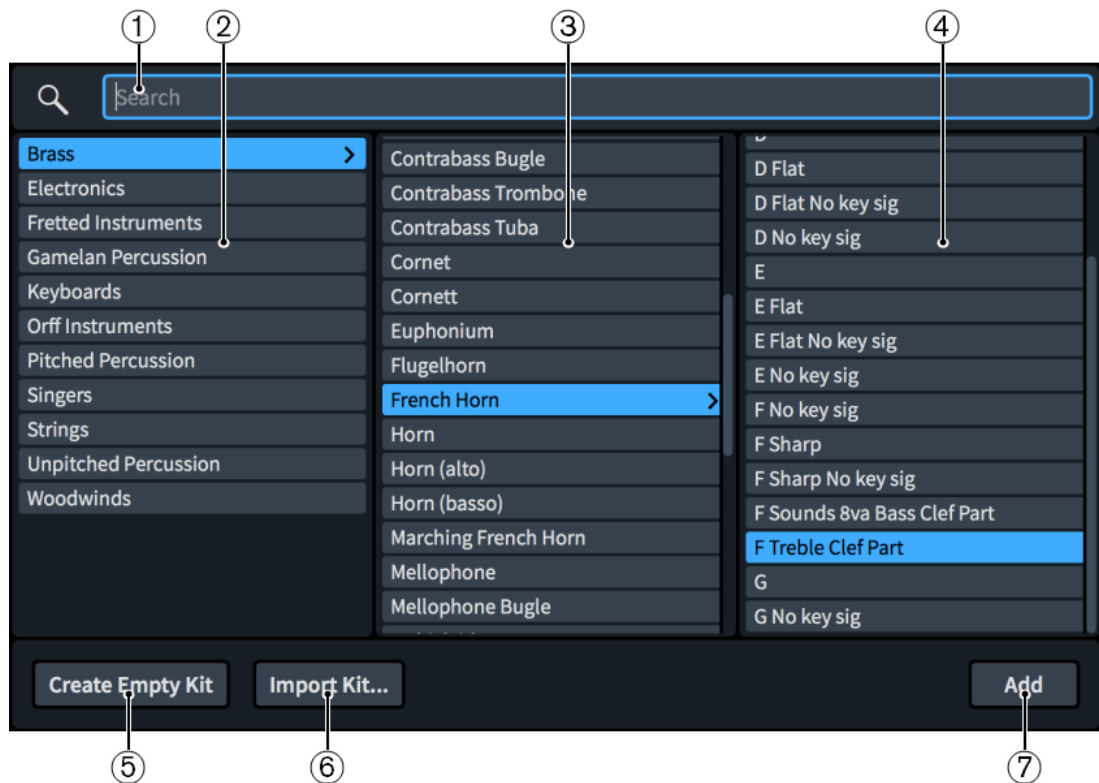 ① ② ③ ④
Search
Brass
Electronics
Fretted Instruments
Gamelan Percussion
Keyboards
Orff Instruments
Pitched Percussion
Singers
Strings
Unpitched Percussion
Woodwinds
Contrabass Bugle
Contrabass Trombone
Contrabass Tuba
Cornet
Cornett
Euphonium
Flugelhorn
French Horn
Horn
Horn (alto)
Horn (basso)
Marching French Horn
Mellophone
Mellophone Bugle
D Flat
D Flat No key sig
D No key sig
E
E Flat
E Flat No key sig
E No key sig
F No key sig
F Sharp
F Sharp No key sig
F Sounds 8va Bass Clef Part
F Treble Clef Part
G
G No key sig
Create Empty Kit
Import Kit...
Add
⑤ ⑥ ⑦